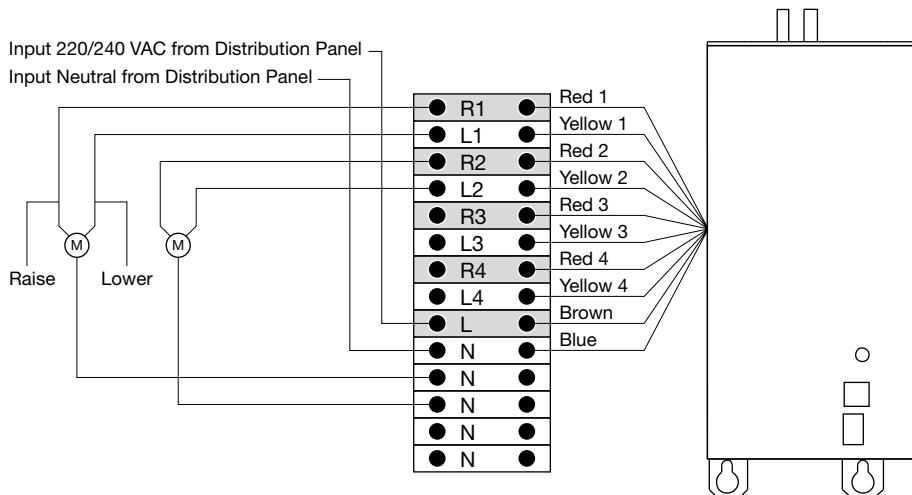 Input 220/240 VAC from Distribution Panel
Input Neutral from Distribution Panel
R1 Red 1
L1 Yellow 1
R2 Red 2
L2 Yellow 2
R3 Red 3
L3 Yellow 3
R4 Red 4
L4 Yellow 4
L Brown
N Blue
N
N
N
N
M M
Raise Lower